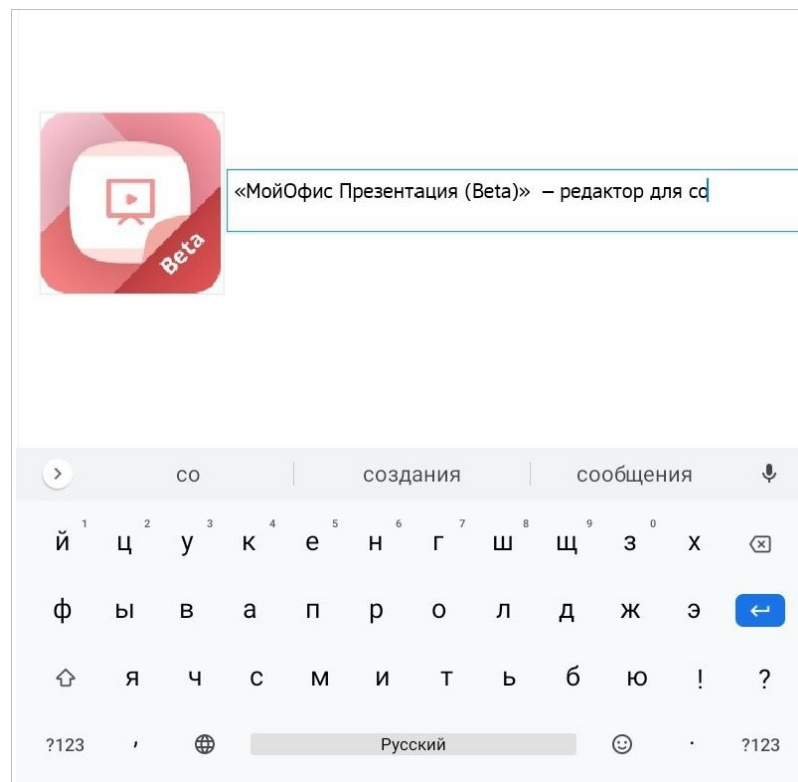 Beta
«МойОфис Презентация (Beta)» – редактор для со
со создания сообщения
й 1 ц 2 у 3 к 4 е 5 н 6 г 7 ш 8 щ 9 з 0 х
ф ы в а п р о л д ж э
я ч с м и т ь б ю ! ?
?123 , Русский . ?123